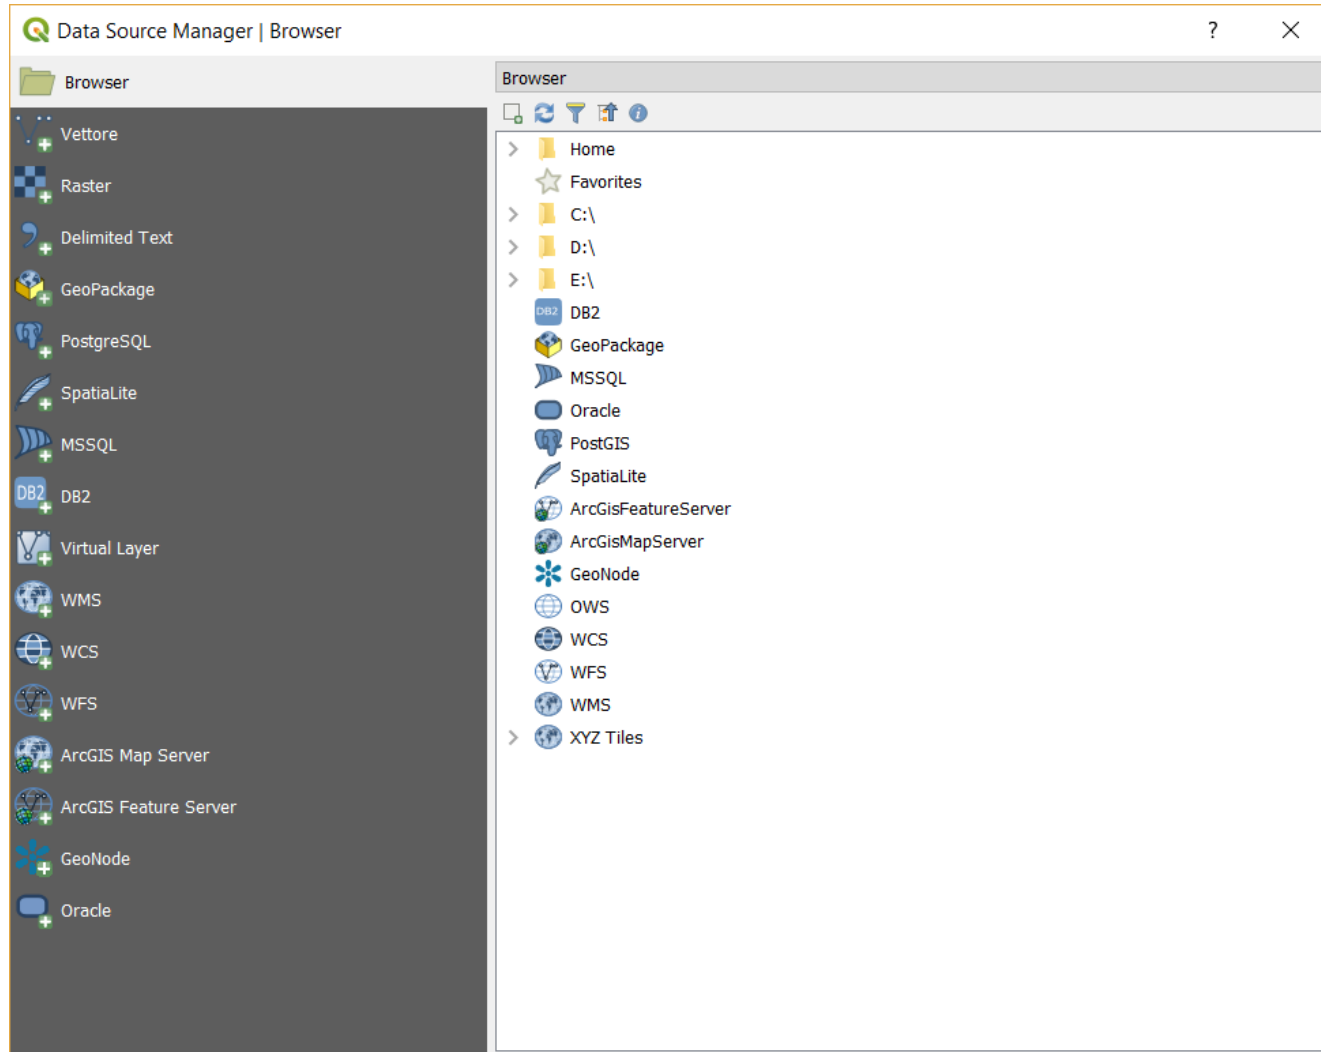 Data Source Manager | Browser
?
Browser
Vettore
Raster
Delimited Text
GeoPackage
PostgreSQL
SpatiaLite
MSSQL
DB2
DB2
Virtual Layer
WMS
WCS
WFS
ArcGIS Map Server
ArcGIS Feature Server
GeoNode
Oracle
Browser
Home
Favorites
C:\
D:\
E:\
DB2
DB2
GeoPackage
MSSQL
Oracle
PostGIS
SpatiaLite
ArcGisFeatureServer
ArcGisMapServer
GeoNode
OWS
WCS
WFS
WMS
XYZ Tiles